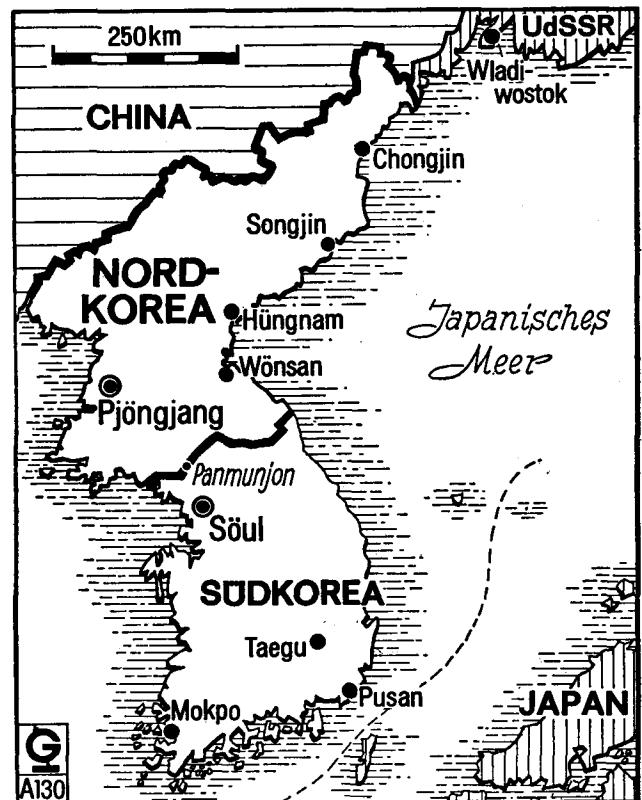 250km
UdSSR
Wladi-
wostok
CHINA
Chongjin
Songjin
NORD-
KOREA
Hüngnam
Japanisches
Meer
Wönsan
Pjöngjang
Panmunjon
Söul
SÜDKOREA
Taegu
Pusan
Mokpo
JAPAN
G
A130